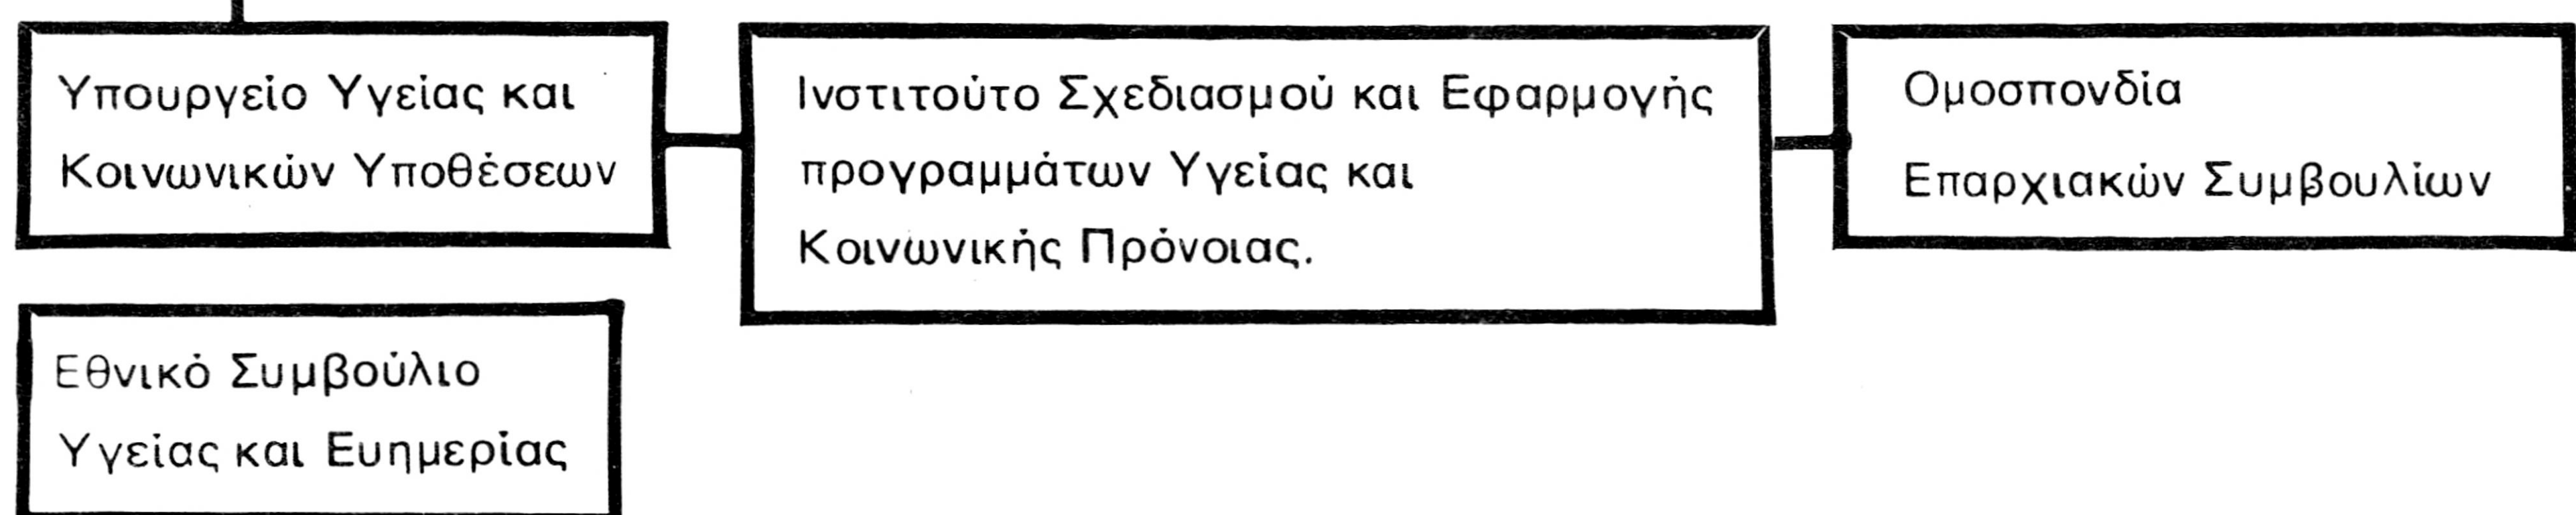 Υπουργείο Υγείας και
Κοινωνικών Υποθέσεων
Ινστιτούτο Σχεδιασμού και Εφαρμογής
προγραμμάτων Υγείας και
Κοινωνικής Πρόνοιας.
Ομοσπονδία
Επαρχιακών Συμβουλίων
Εθνικό Συμβούλιο
Υγείας και Ευημερίας